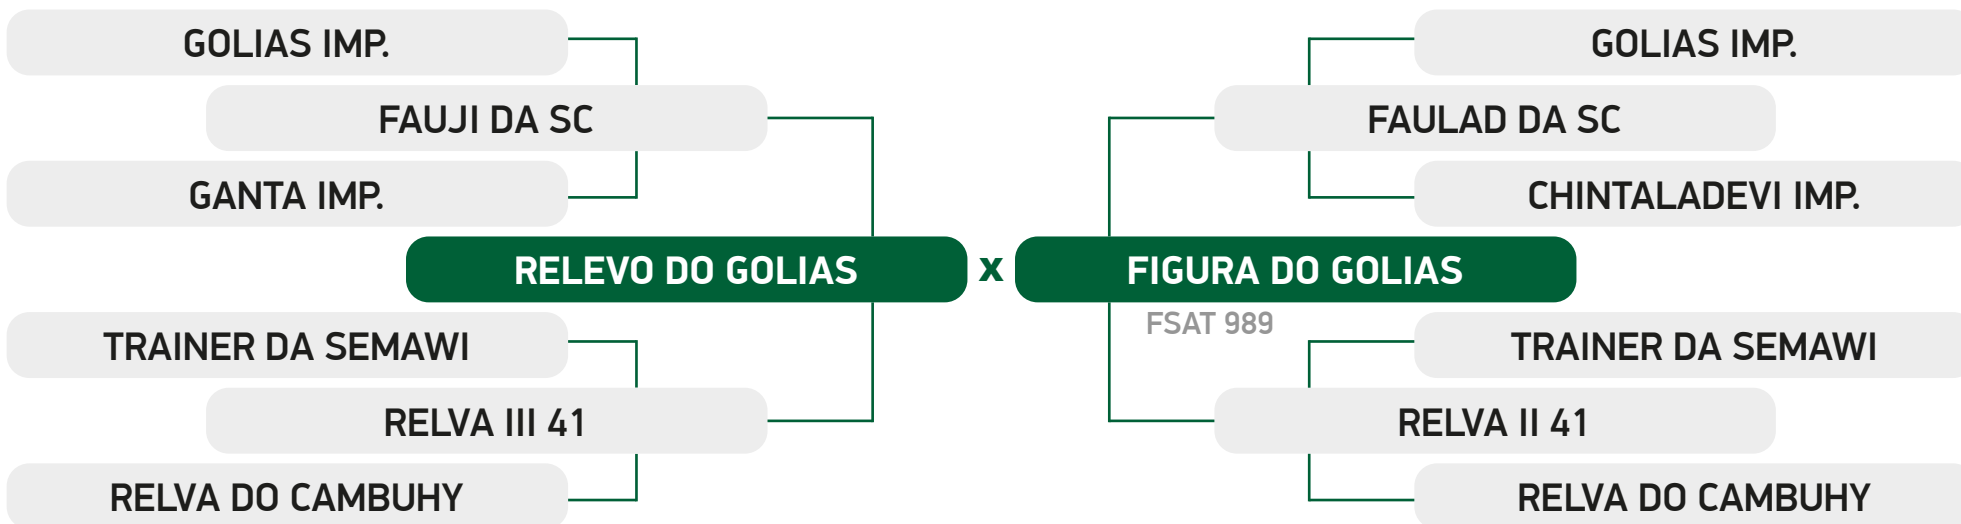 GOLIAS IMP.
FAUJI DA SC
GANTA IMP.
RELEVO DO GOLIAS
TRAINER DA SEMAWI
RELVA III 41
RELVA DO CAMBUHY
x
GOLIAS IMP.
FAULAD DA SC
CHINTALADEVI IMP.
FIGURA DO GOLIAS
FSAT 989
TRAINER DA SEMAWI
RELVA II 41
RELVA DO CAMBUHY